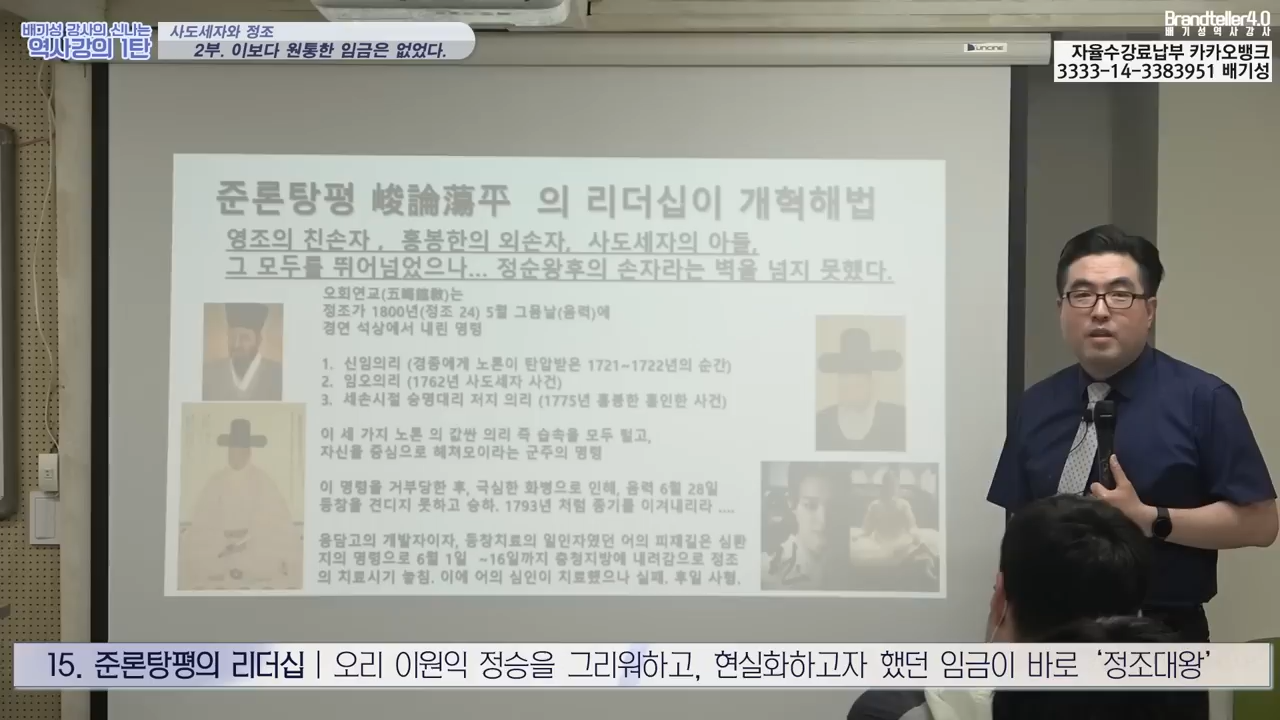 배기성 강사의 신나는
역사강의 1탄
사도세자와 정조
2부. 이보다 원통한 임금은 없었다.
Brandteller4.0
배기성역사강사
자율수강료납부 카카오뱅크
3333-14-3383951 배기성
준론탕평 峻論蕩平 의 리더십이 개혁해법
영조의 친손자, 홍봉한의 외손자, 사도세자의 아들,
그 모두를 뛰어넘었으나... 정순왕후의 손자라는 벽을 넘지 못했다.
오회연교(五晦筵敎)는
정조가 1800년(정조 24) 5월 그믐날(음력)에
경연 석상에서 내린 명령
1. 신임의리 (경종에게 노론이 탄압받은 1721~1722년의 순간)
2. 임오의리 (1762년 사도세자 사건)
3. 세손시절 승명대리 저지 의리 (1775년 홍봉한 홍인한 사건)
이 세 가지 노론 의 값싼 의리 즉 습속을 모두 털고,
자신을 중심으로 헤쳐모이라는 군주의 명령
이 명령을 거부당한 후, 극심한 화병으로 인해, 음력 6월 28일
등창을 견디지 못하고 승하. 1793년 처럼 종기를 이겨내리라 ....
웅담고의 개발자이자, 등창치료의 일인자였던 어의 피재길은 심환
지의 명령으로 6월 1일 ~16일까지 충청지방에 내려감으로 정조
의 치료시기 놓침. 이에 어의 심인이 치료했으나 실패. 후일 사형.
15. 준론탕평의 리더십 | 오리 이원익 정승을 그리워하고, 현실화하고자 했던 임금이 바로 ‘정조대왕’